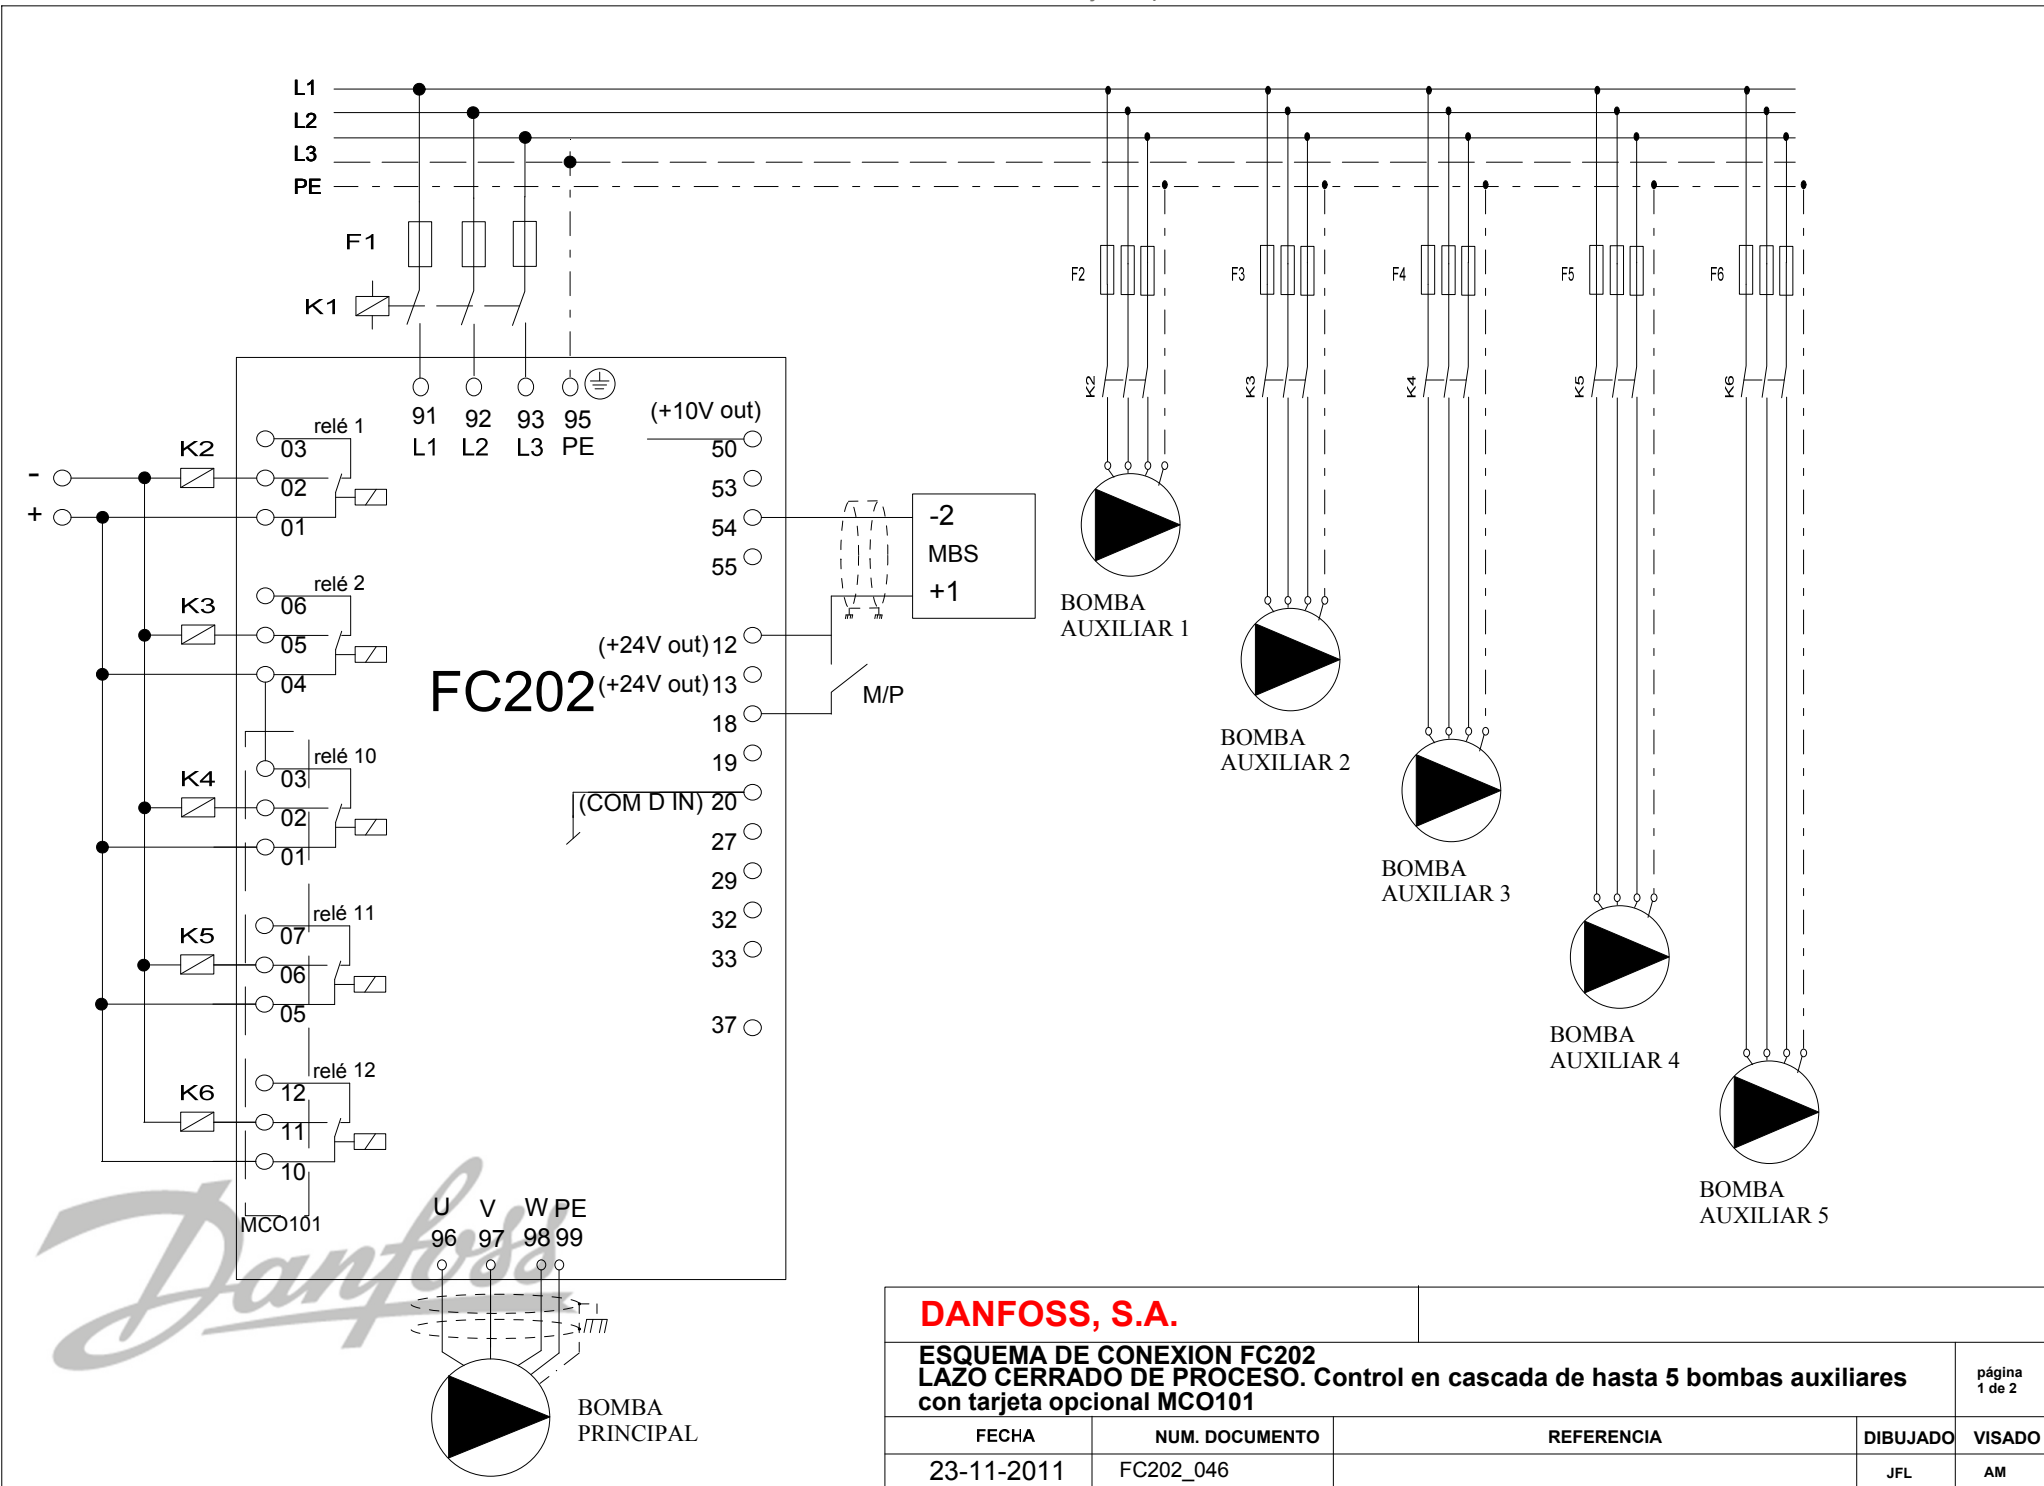 L1
L2
L3
PE
F1
K1
91
92
93
95
L1
L2
L3
PE
F2
F3
F4
F5
F6
K2
K3
K4
K5
K6
-
+
K2
relé 1
03
02
01
K3
relé 2
06
05
04
K4
relé 10
03
02
01
K5
relé 11
07
06
05
K6
relé 12
12
11
10
MCO101
FC202
(+10V out)
50
53
54
55
(+24V out) 12
(+24V out) 13
18
19
(COM D IN) 20
27
29
32
33
37
-2
MBS
+1
M/P
BOMBA
AUXILIAR 1
BOMBA
AUXILIAR 2
BOMBA
AUXILIAR 3
BOMBA
AUXILIAR 4
BOMBA
AUXILIAR 5
U V W PE
96 97 98 99
Danfoss
BOMBA
PRINCIPAL
DANFOSS, S.A.
ESQUEMA DE CONEXION FC202
LAZO CERRADO DE PROCESO. Control en cascada de hasta 5 bombas auxiliares
con tarjeta opcional MCO101
página
1 de 2
FECHA NUM. DOCUMENTO REFERENCIA DIBUJADO VISADO
23-11-2011 FC202_046 JFL AM